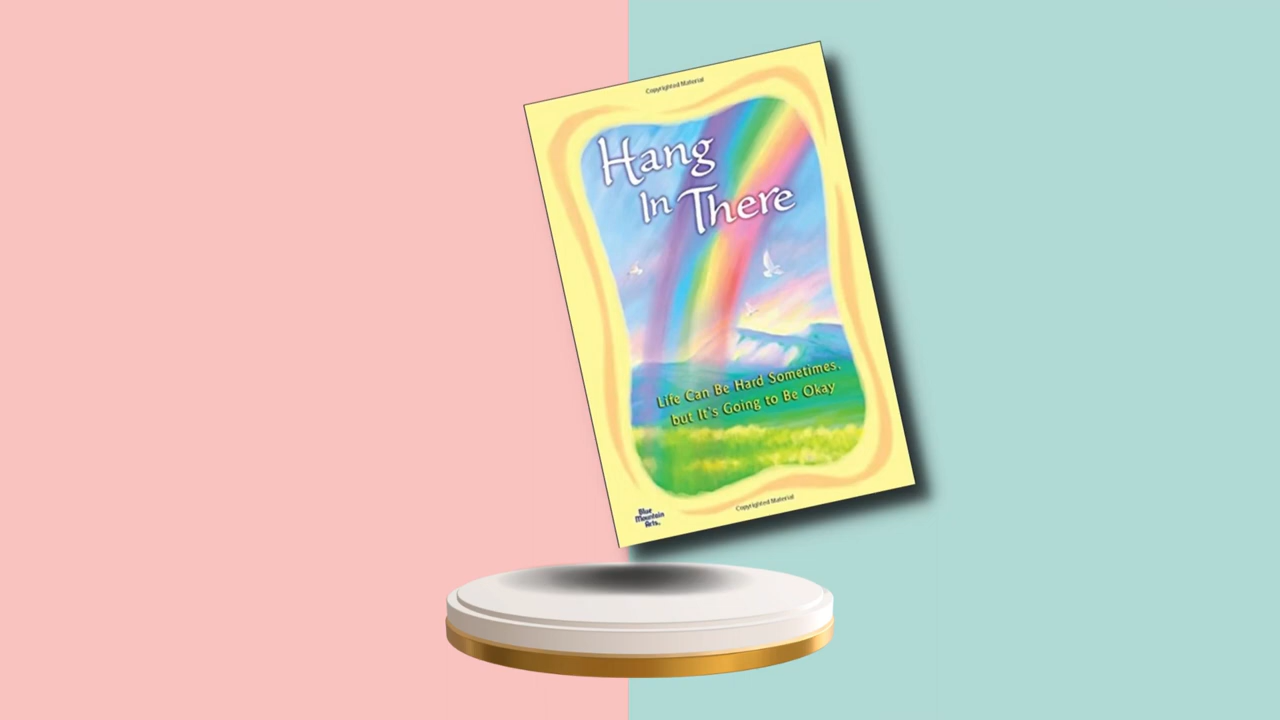 Copyrighted Material
Hang
In There
Life Can Be Hard Sometimes,
but It's Going to Be Okay
Blue
Mountain
Arts
Copyrighted Material